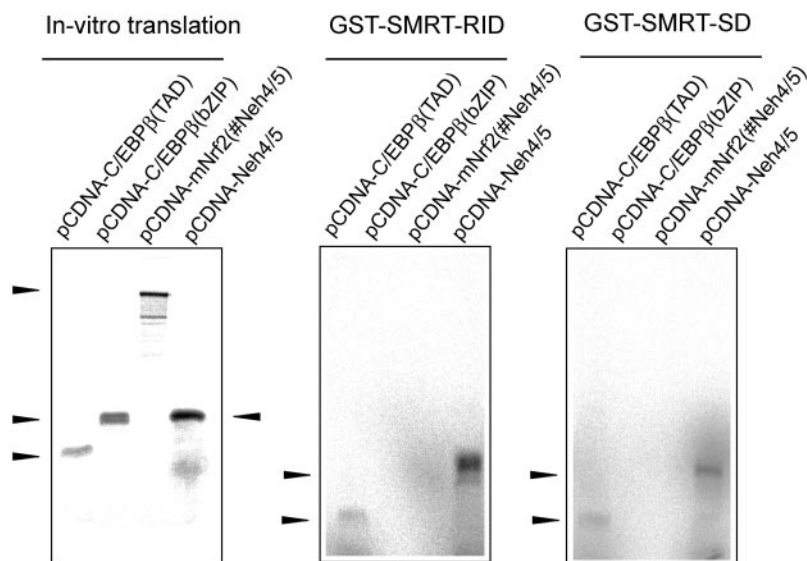 In-vitro translation
pCDNA-C/EBPβ(TAD)
pCDNA-C/EBPβ(bZIP)
pCDNA-mNrf2(#Neh4/5)
pCDNA-Neh4/5
GST-SMRT-RID
pCDNA-C/EBPβ(TAD)
pCDNA-C/EBPβ(bZIP)
pCDNA-mNrf2(#Neh4/5)
pCDNA-Neh4/5
GST-SMRT-SD
pCDNA-C/EBPβ(TAD)
pCDNA-C/EBPβ(bZIP)
pCDNA-mNrf2(#Neh4/5)
pCDNA-Neh4/5